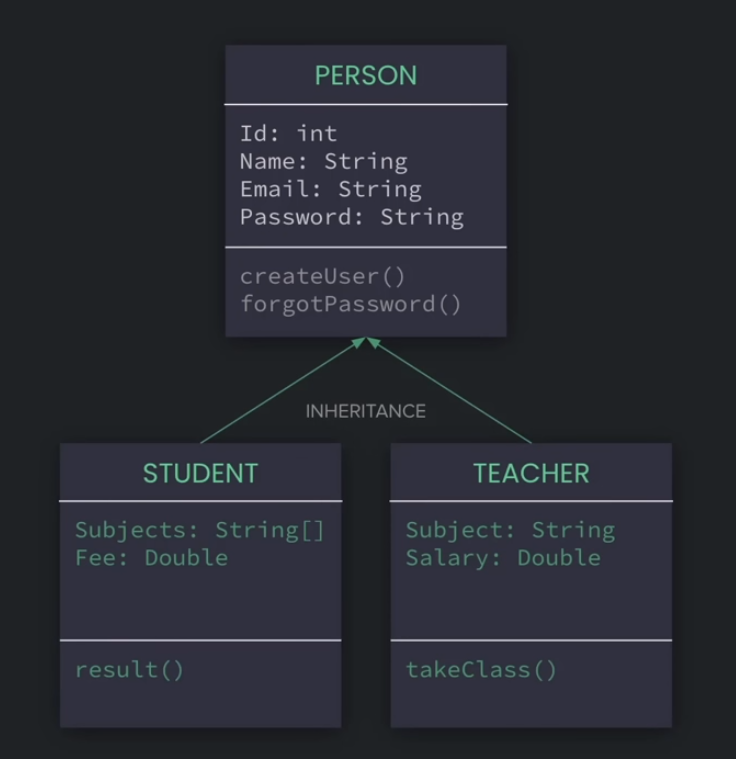 PERSON
Id: int
Name: String
Email: String
Password: String
createUser()
forgotPassword()
INHERITANCE
STUDENT
Subjects: String[]
Fee: Double
result()
TEACHER
Subject: String
Salary: Double
takeClass()